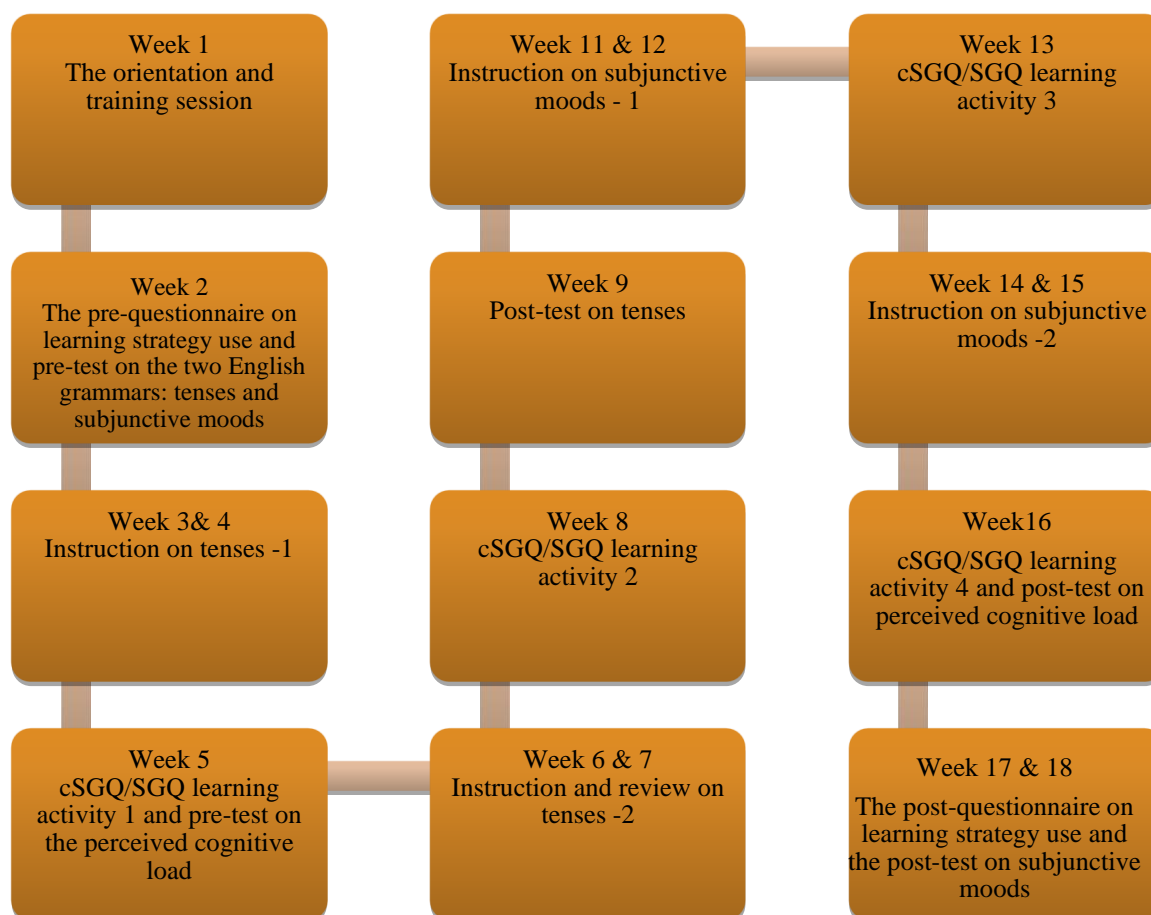 Week 1
The orientation and
training session
Week 2
The pre-questionnaire on
learning strategy use and
pre-test on the two English
grammars: tenses and
subjunctive moods
Week 3& 4
Instruction on tenses -1
Week 5
cSGQ/SGQ learning
activity 1 and pre-test on
the perceived cognitive
load
Week 6 & 7
Instruction and review on
tenses -2
Week 8
cSGQ/SGQ learning
activity 2
Week 9
Post-test on tenses
Week 11 & 12
Instruction on subjunctive
moods - 1
Week 13
cSGQ/SGQ learning
activity 3
Week 14 & 15
Instruction on subjunctive
moods -2
Week16
cSGQ/SGQ learning
activity 4 and post-test on
perceived cognitive load
Week 17 & 18
The post-questionnaire on
learning strategy use and
the post-test on subjunctive
moods